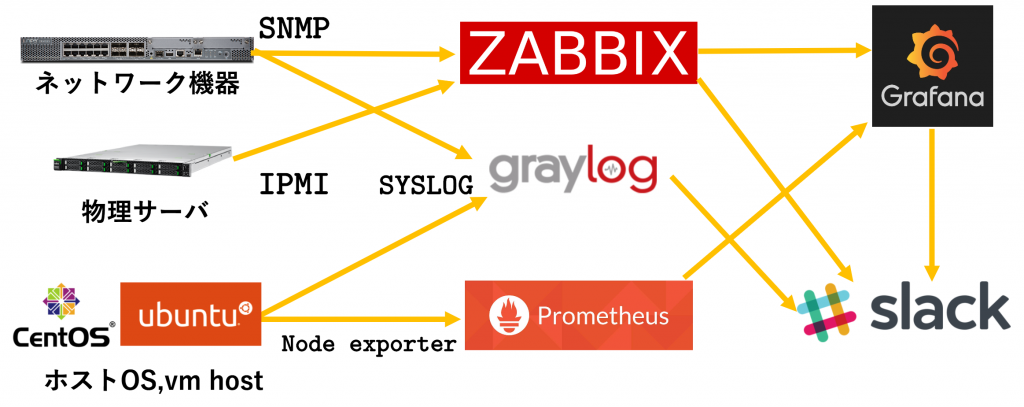 SNMP
ZABBIX
Grafana
ネットワーク機器
IPMI
SYSLOG
graylog
物理サーバ
CentOS®
ubuntu®
Node exporter
Prometheus
slack
ホストOS,vm host